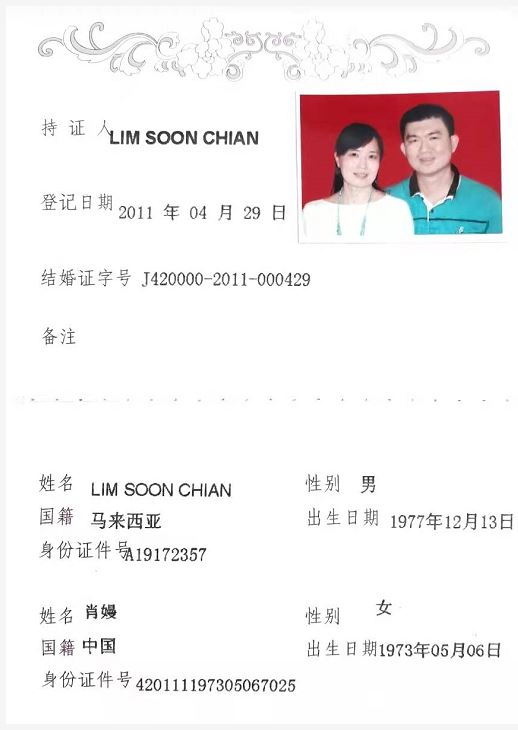 持 证 人 LIM SOON CHIAN
登记日期 2011 年 04 月 29 日
结婚证字号 J420000-2011-000429
备注
姓名 LIM SOON CHIAN 性别 男
国籍 马来西亚 出生日期 1977年12月13日
身份证件号 A19172357
姓名 肖嫚 性别 女
国籍 中国 出生日期 1973年05月06日
身份证件号 420111197305067025